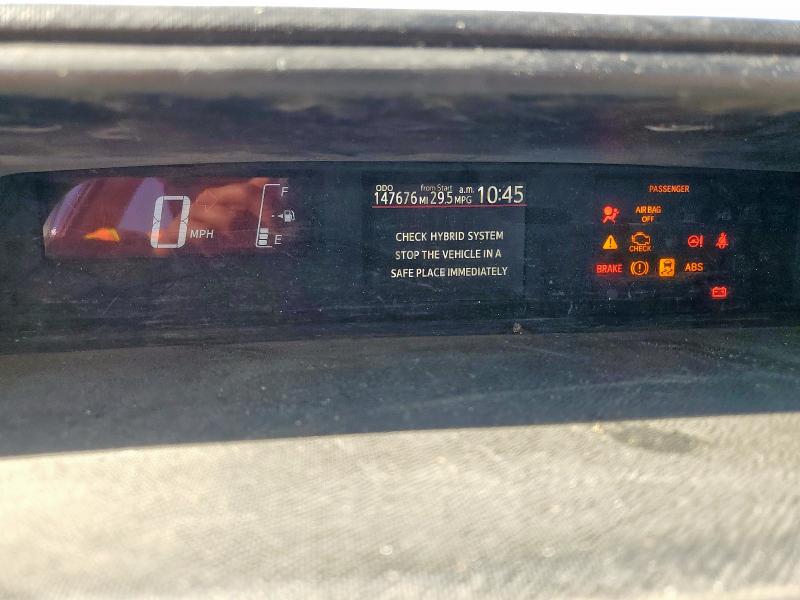 0 MPH
F
E
ODO from Start a.m.
147676 MI 29.5 MPG 10:45
CHECK HYBRID SYSTEM
STOP THE VEHICLE IN A
SAFE PLACE IMMEDIATELY
PASSENGER
AIR BAG
OFF
CHECK
BRAKE ABS